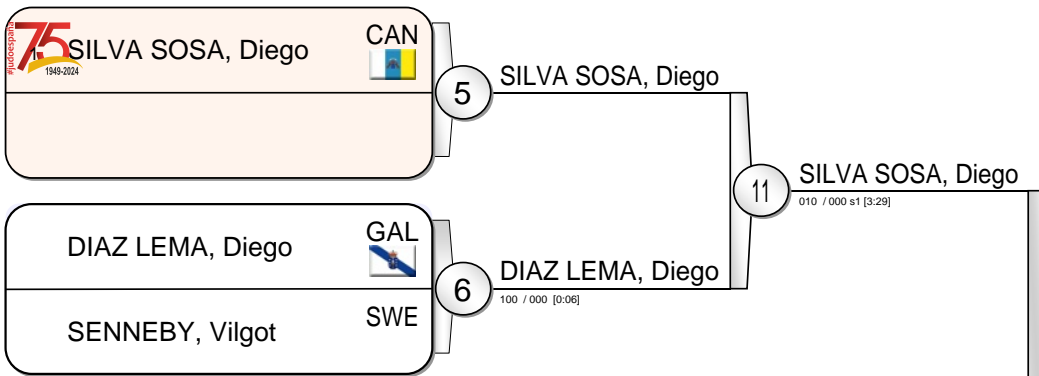 #judoespaña
75
1949-2024
1 SILVA SOSA, Diego CAN
5 SILVA SOSA, Diego
11 SILVA SOSA, Diego
010 / 000 s1 [3:29]
DIAZ LEMA, Diego GAL
6 DIAZ LEMA, Diego
100 / 000 [0:06]
SENNEBY, Vilgot SWE